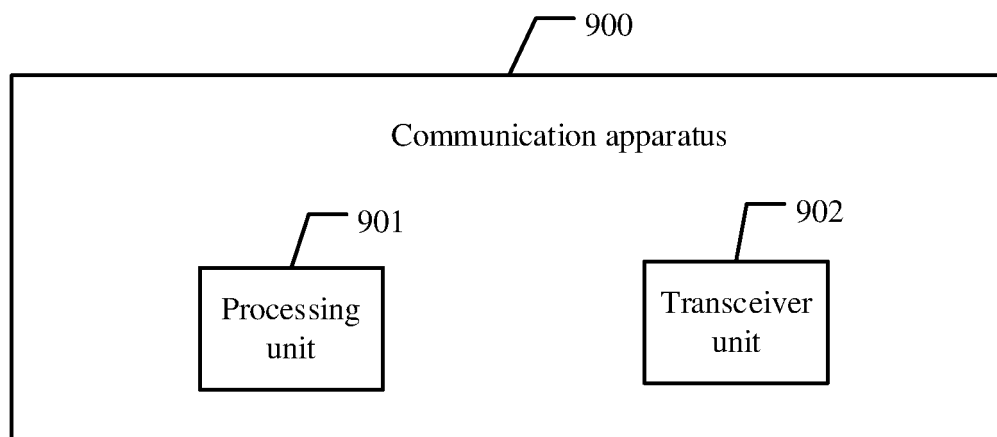 900
Communication apparatus
901
902
Processing
unit
Transceiver
unit